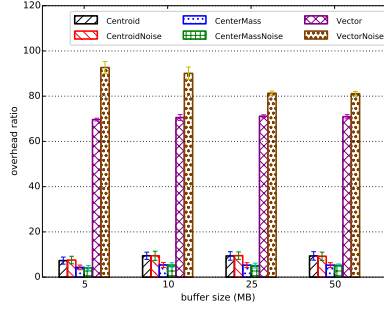 120
100
80
60
40
20
0
overhead ratio
Centroid
CentroidNoise
CenterMass
CenterMassNoise
Vector
VectorNoise
5 10 25 50
buffer size (MB)